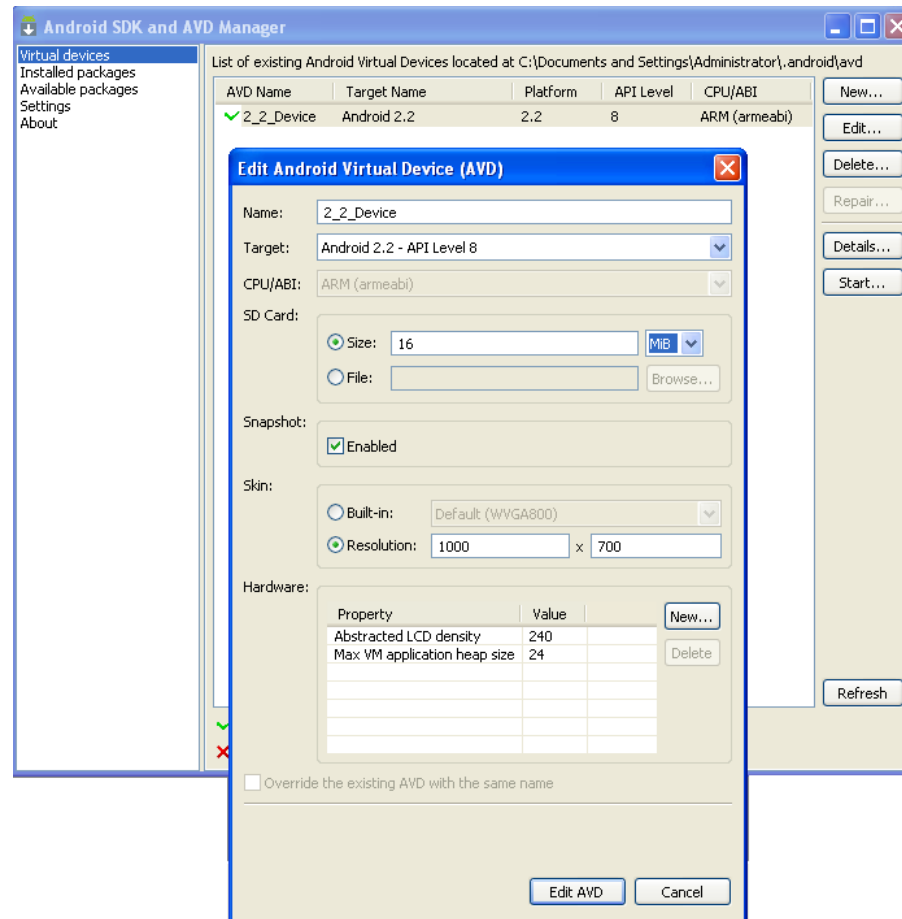 Android SDK and AVD Manager
Virtual devices
Installed packages
Available packages
Settings
About
List of existing Android Virtual Devices located at C:\Documents and Settings\Administrator\.android\avd
AVD Name Target Name Platform API Level CPU/ABI
2_2_Device Android 2.2 2.2 8 ARM (armeabi)
New...
Edit...
Delete...
Repair...
Details...
Start...
Refresh
Edit Android Virtual Device (AVD)
Name: 2_2_Device
Target: Android 2.2 - API Level 8
CPU/ABI: ARM (armeabi)
SD Card:
Size: 16 MiB
File: Browse...
Snapshot:
Enabled
Skin:
Built-in: Default (WVGA800)
Resolution: 1000 x 700
Hardware:
Property Value New...
Abstracted LCD density 240
Max VM application heap size 24 Delete
Override the existing AVD with the same name
Edit AVD Cancel